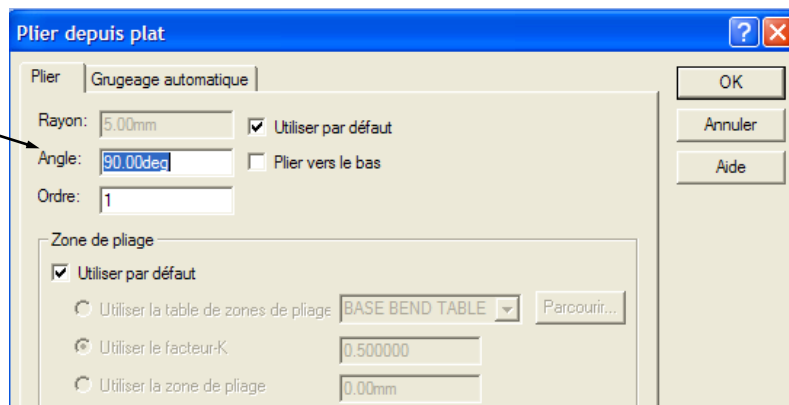 Plier depuis plat
Plier
Grugeage automatique
OK
Rayon: 5.00mm Utiliser par défaut
Annuler
Angle: 90.00deg Plier vers le bas
Aide
Ordre: 1
Zone de pliage
Utiliser par défaut
Utiliser la table de zones de pliage BASE BEND TABLE Parcourir...
Utiliser le facteur-K 0.500000
Utiliser la zone de pliage 0.00mm